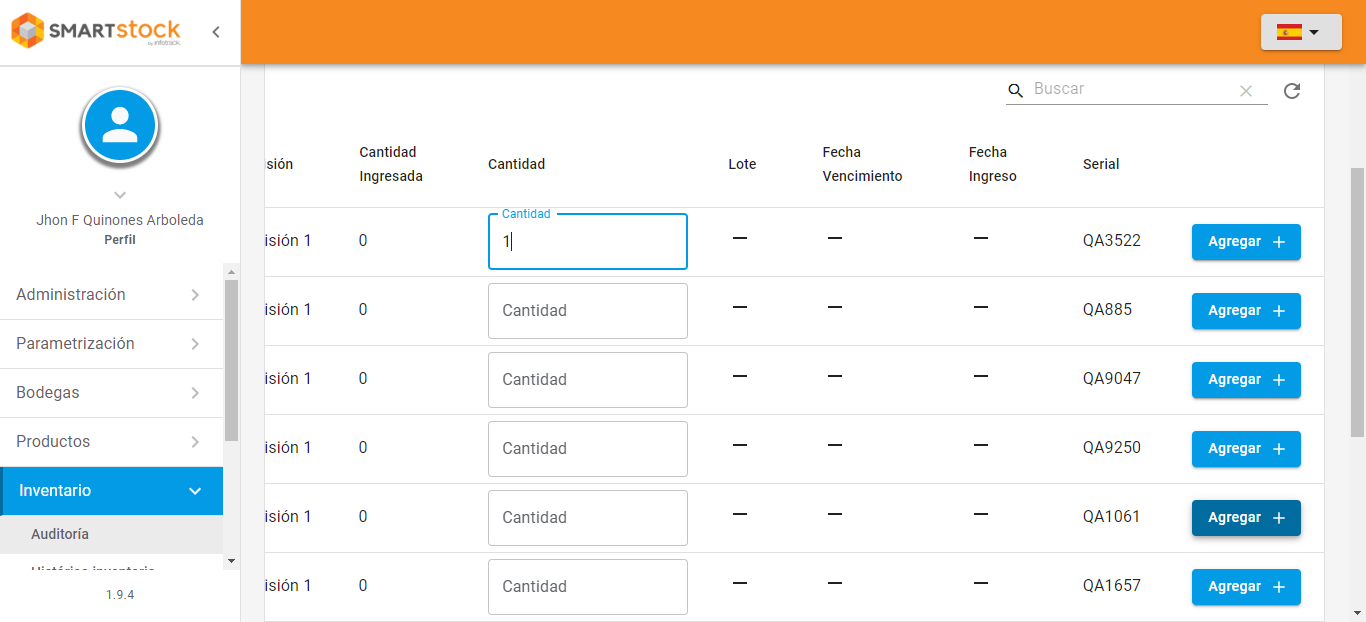 SMARTstock
by infotrack.
Jhon F Quinones Arboleda
Perfil
Administración
Parametrización
Bodegas
Productos
Inventario
Auditoría
Histórico inventario
1.9.4
Buscar
isión
Cantidad Ingresada
Cantidad
Lote
Fecha Vencimiento
Fecha Ingreso
Serial
Cantidad
isión 1 0 1 — — — QA3522 Agregar +
isión 1 0 Cantidad — — — QA885 Agregar +
isión 1 0 Cantidad — — — QA9047 Agregar +
isión 1 0 Cantidad — — — QA9250 Agregar +
isión 1 0 Cantidad — — — QA1061 Agregar +
isión 1 0 Cantidad — — — QA1657 Agregar +